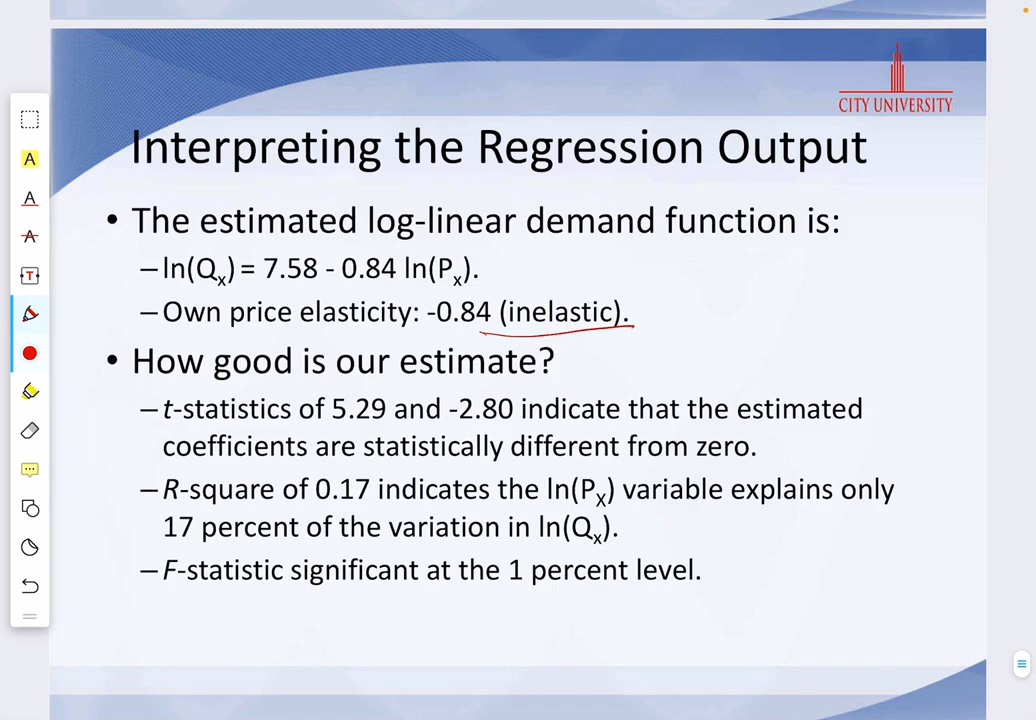 CITY UNIVERSITY
Interpreting the Regression Output
• The estimated log-linear demand function is:
– ln(Qx) = 7.58 - 0.84 ln(Px).
– Own price elasticity: -0.84 (inelastic).
• How good is our estimate?
– t-statistics of 5.29 and -2.80 indicate that the estimated
coefficients are statistically different from zero.
– R-square of 0.17 indicates the ln(PX) variable explains only
17 percent of the variation in ln(Qx).
– F-statistic significant at the 1 percent level.
A
A
A
T